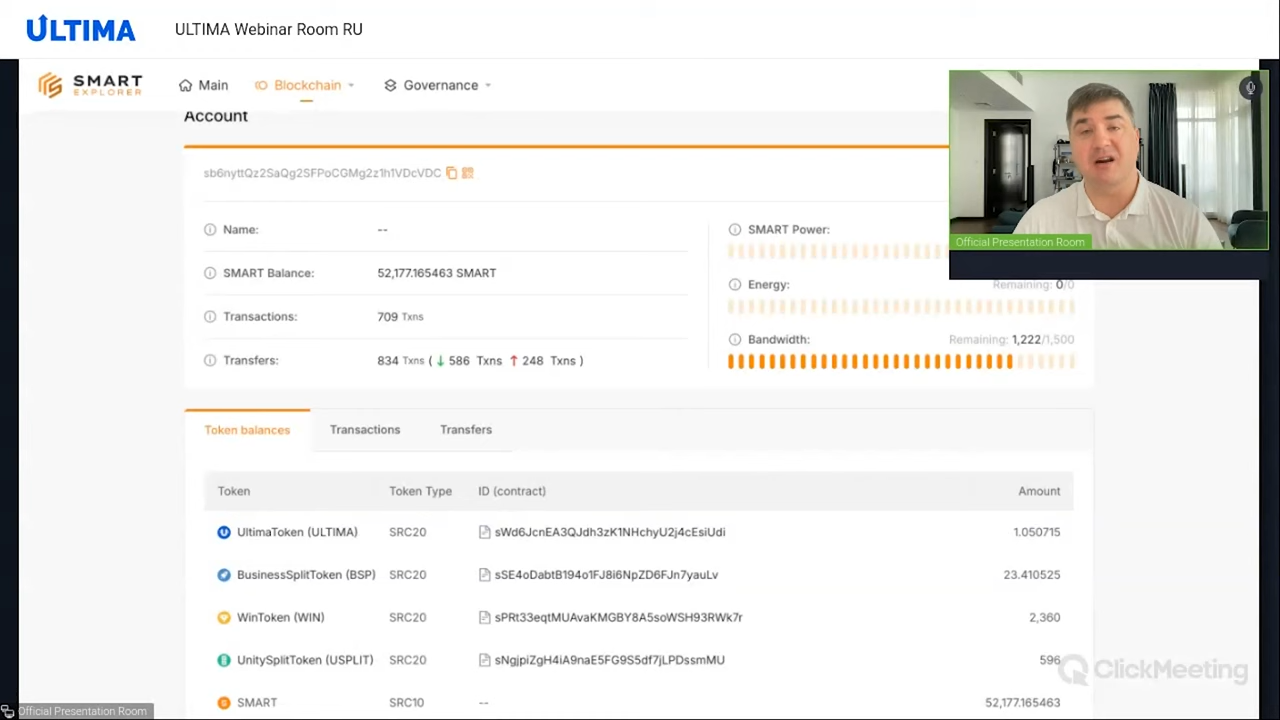 ULTIMA
ULTIMA Webinar Room RU
SMART
EXPLORER
Main
Blockchain
Governance
Account
sb6nyttQz2SaQg2SFPoCGMg2z1h1VDcVDC
Name:
--
SMART Balance:
52,177.165463 SMART
Transactions:
709 Txns
Transfers:
834 Txns ( ↓ 586 Txns ↑ 248 Txns )
SMART Power:
Energy:
Remaining: 0/0
Bandwidth:
Remaining: 1,222/1,500
Official Presentation Room
Token balances
Transactions
Transfers
Token Token Type ID (contract) Amount
UltimaToken (ULTIMA) SRC20 sWd6JcnEA3QJdh3zK1NHchyU2j4cEsiUdi 1.050715
BusinessSplitToken (BSP) SRC20 sSE4oDabtB194o1FJ8i6NpZD6FJn7yauLv 23.410525
WinToken (WIN) SRC20 sPRt33eqtMUAvaKMGBY8A5soWSH93RWk7r 2,360
UnitySplitToken (USPLIT) SRC20 sNgjpiZgH4iA9naE5FG9S5df7jLPDssmMU 596
SMART SRC10 -- 52,177.165463
ClickMeeting
Official Presentation Room